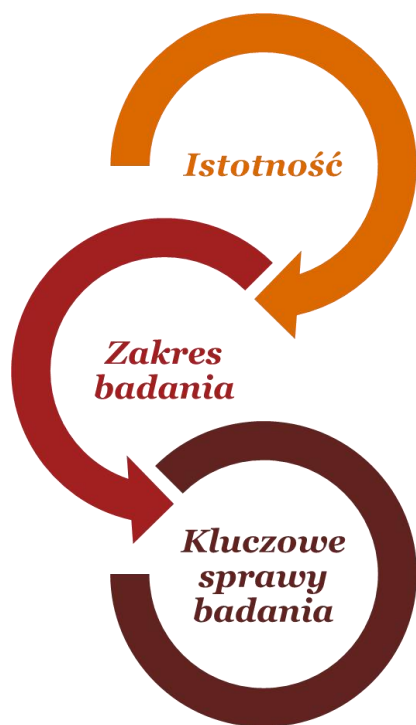 Istotność
Zakres
badania
Kluczowe
sprawy
badania